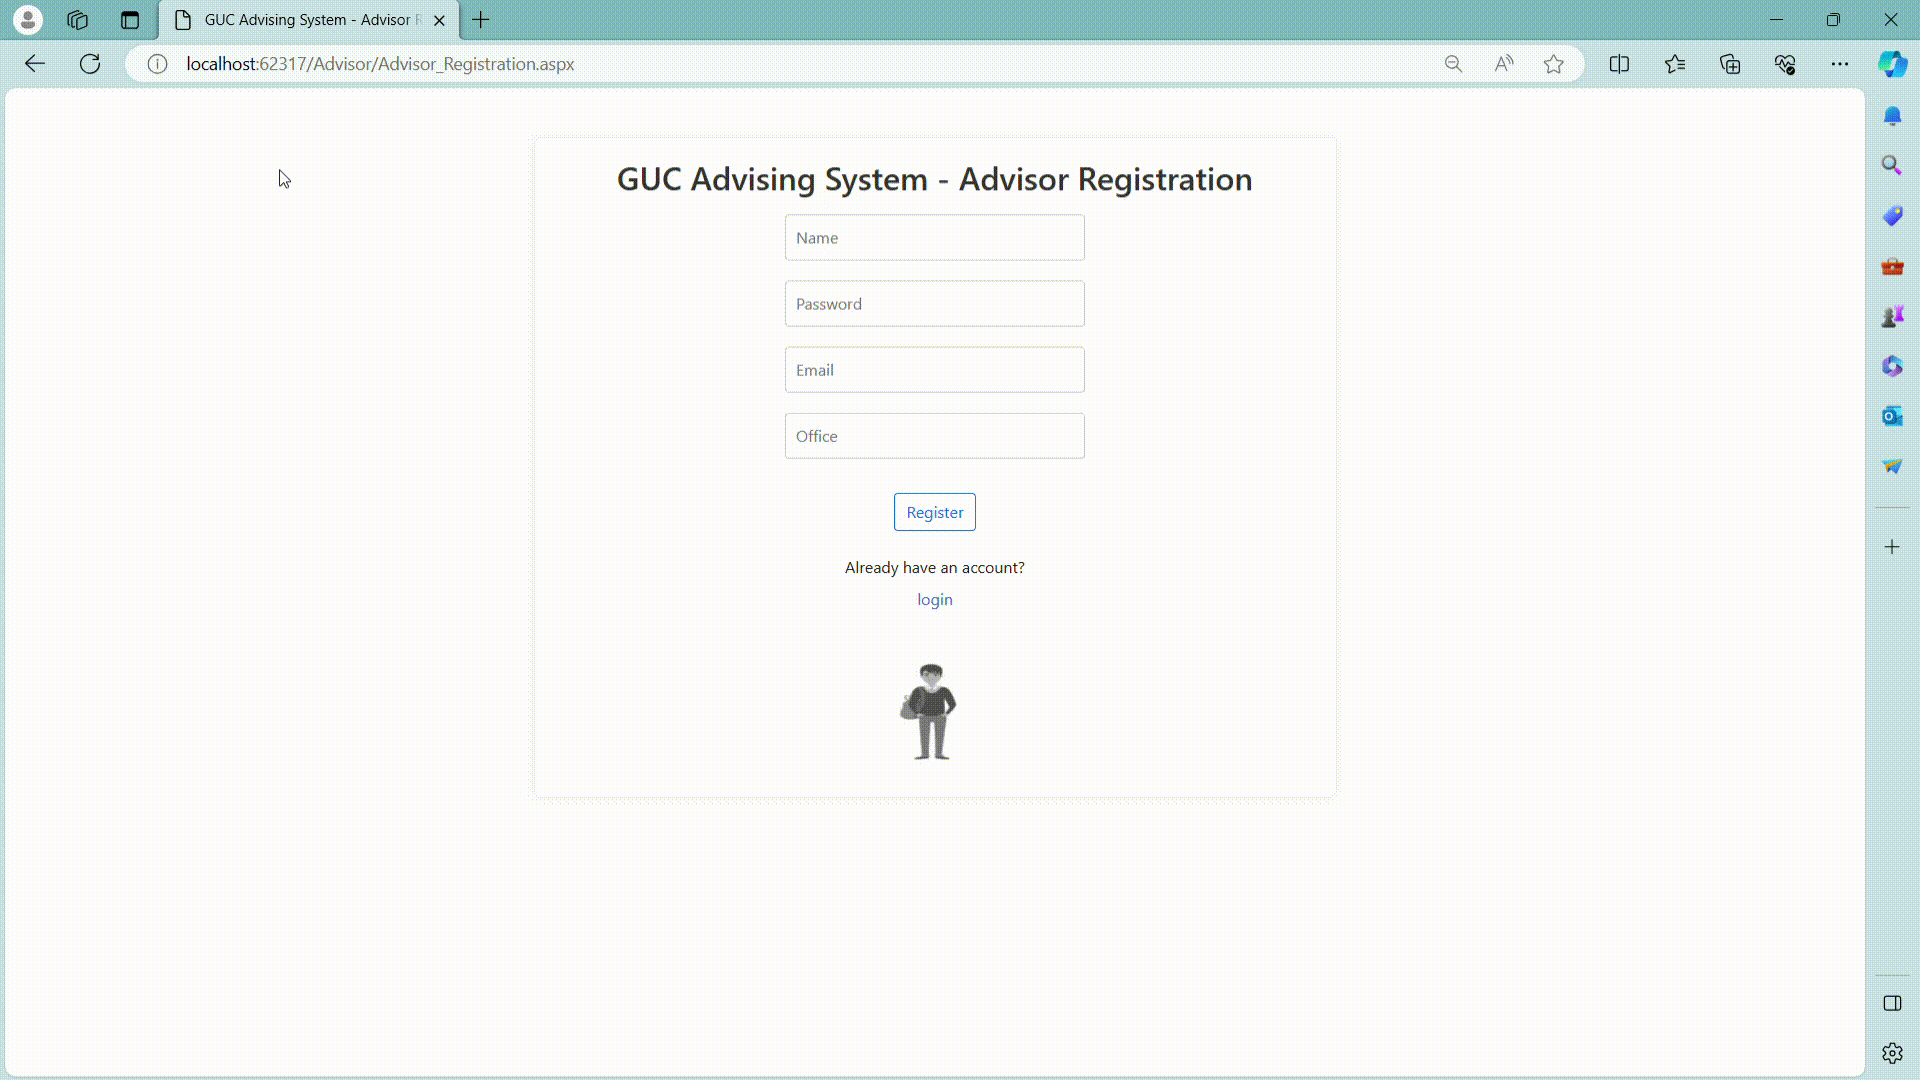 GUC Advising System - Advisor R
localhost:62317/Advisor/Advisor_Registration.aspx
GUC Advising System - Advisor Registration
Name
Password
Email
Office
Register
Already have an account?
login